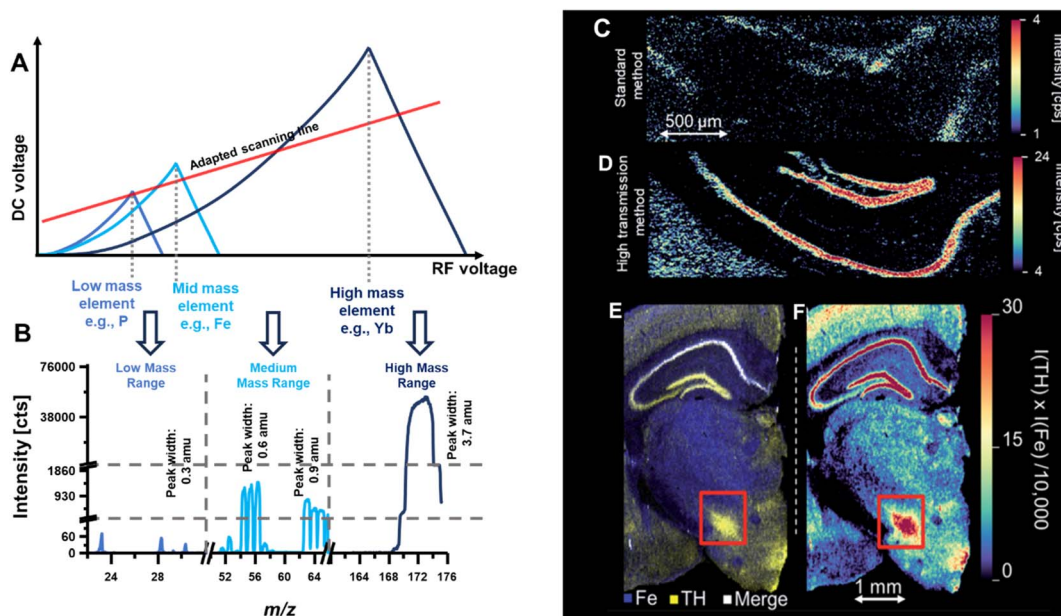 A
DC voltage
Adapted scanning line
RF voltage
Low mass
element
e.g., P
Mid mass
element
e.g., Fe
High mass
element
e.g., Yb
B
Low Mass
Range
Medium
Mass Range
High Mass
Range
Intensity [cts]
76000
38000
1860
930
60
0
Peak width:
0.3 amu
Peak width:
0.6 amu
Peak width:
0.9 amu
Peak width:
3.7 amu
24
28
52
56
60
64
168
172
176
m/z
C
Standard
method
500 µm
4
1
Intensity [cps]
D
High transmission
method
24
4
E
Fe
TH
Merge
F
1 mm
30
15
0
I(TH) x I(Fe) /10,000